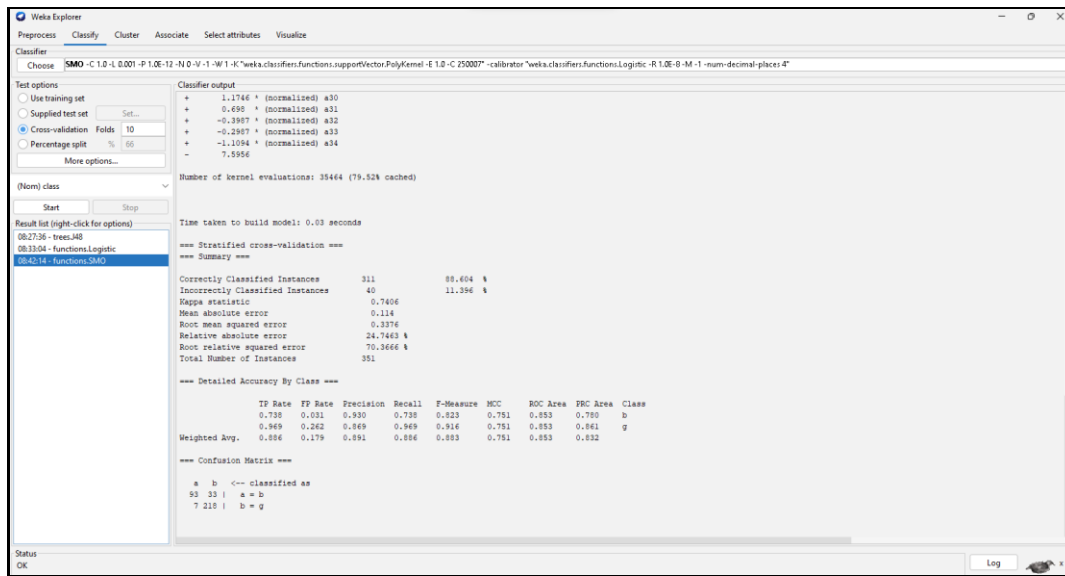 Weka Explorer
Preprocess Classify Cluster Associate Select attributes Visualize
Classifier
Choose SMO -C 1.0 -L 0.001 -P 1.0E-12 -N 0 -V -1 -W 1 -K "weka.classifiers.functions.supportVector.PolyKernel -E 1.0 -C 250007" -calibrator "weka.classifiers.functions.Logistic -R 1.0E-8 -M -1 -num-decimal-places 4"
Test options
Use training set
Supplied test set Set...
Cross-validation Folds 10
Percentage split % 66
More options...
(Nom) class
Start Stop
Result list (right-click for options)
08:27:36 - trees.J48
08:33:04 - functions.Logistic
08:42:14 - functions.SMO
Classifier output
+ 1.1746 * (normalized) a30
+ 0.698 * (normalized) a31
+ -0.3987 * (normalized) a32
+ -0.2987 * (normalized) a33
+ -1.1094 * (normalized) a34
- 7.5956
Number of kernel evaluations: 35464 (79.52% cached)
Time taken to build model: 0.03 seconds
=== Stratified cross-validation ===
=== Summary ===
Correctly Classified Instances 311 88.604 %
Incorrectly Classified Instances 40 11.396 %
Kappa statistic 0.7406
Mean absolute error 0.114
Root mean squared error 0.3376
Relative absolute error 24.7463 %
Root relative squared error 70.3666 %
Total Number of Instances 351
=== Detailed Accuracy By Class ===
TP Rate FP Rate Precision Recall F-Measure MCC ROC Area PRC Area Class
0.738 0.031 0.930 0.738 0.823 0.751 0.853 0.780 b
0.969 0.262 0.869 0.969 0.916 0.751 0.853 0.861 g
Weighted Avg. 0.886 0.179 0.891 0.886 0.883 0.751 0.853 0.832
=== Confusion Matrix ===
a b <-- classified as
93 33 | a = b
7 218 | b = g
Status
OK
Log
x